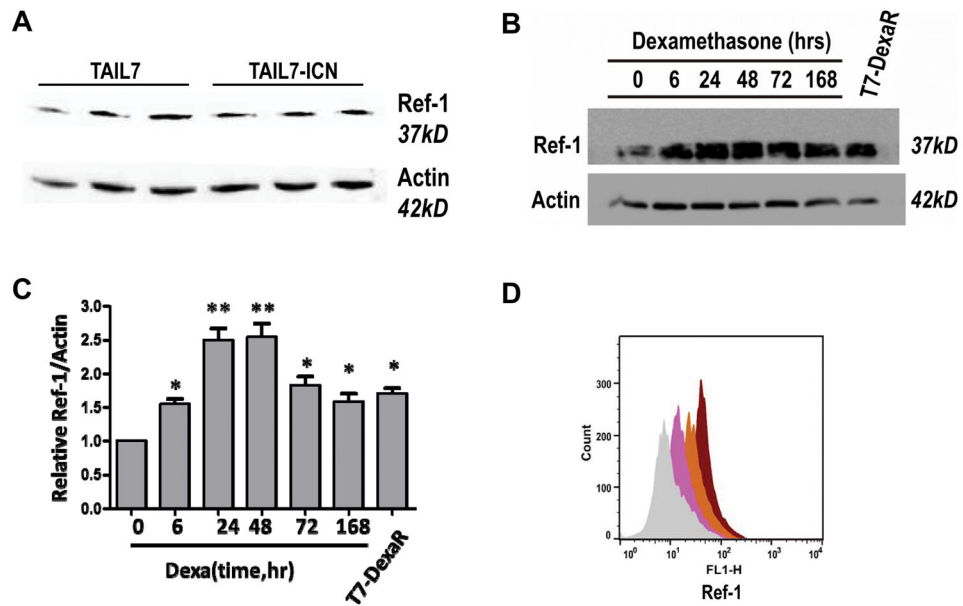 A
TAIL7 TAIL7-ICN
Ref-1
37kD
Actin
42kD
B
Dexamethasone (hrs)
0 6 24 48 72 168 T7-DexaR
Ref-1 37kD
Actin 42kD
C
Relative Ref-1/Actin
3.0
2.5
2.0
1.5
1.0
0.5
0.0
* ** ** * * *
0 6 24 48 72 168 T7-DexaR
Dexa(time,hr)
D
Count
300
200
100
0
10⁰ 10¹ 10² 10³ 10⁴
FL1-H
Ref-1